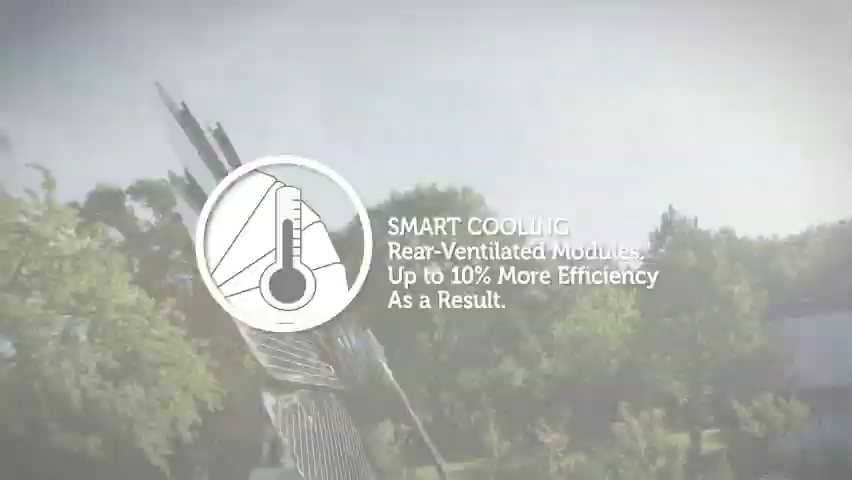 SMART COOLING
Rear-Ventilated Modules.
Up to 10% More Efficiency
As a Result.